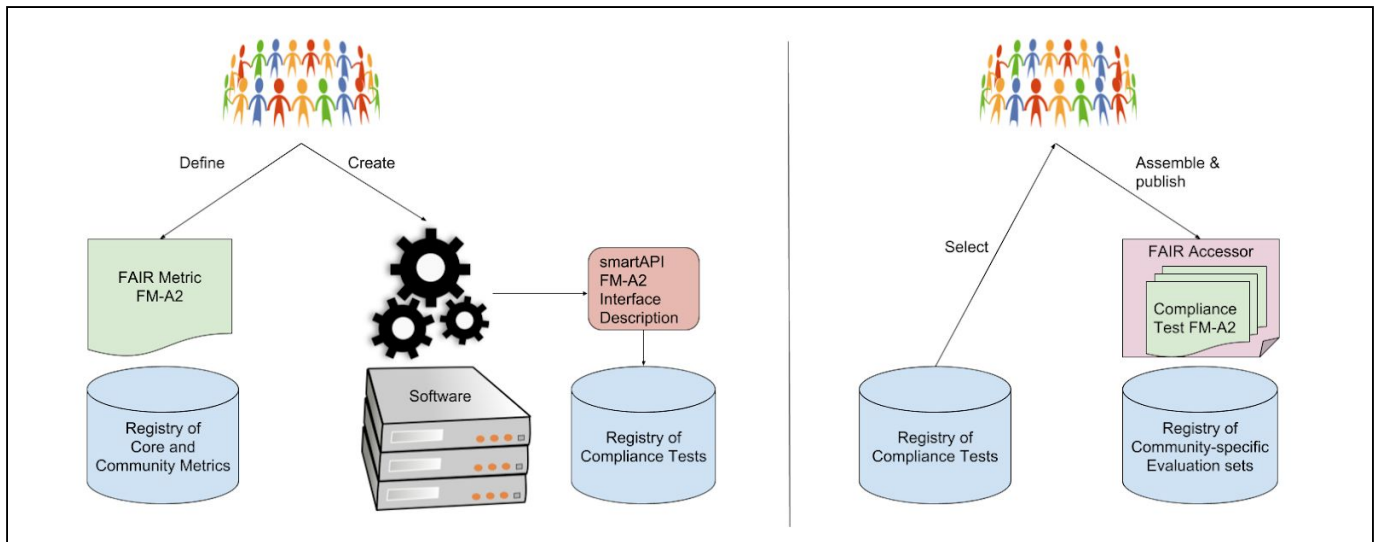 Define
Create
FAIR Metric
FM-A2
smartAPI
FM-A2
Interface
Description
Software
Registry of
Core and
Community Metrics
Registry of
Compliance Tests
Assemble &
publish
Select
FAIR Accessor
Compliance
Test FM-A2
Registry of
Compliance Tests
Registry of
Community-specific
Evaluation sets